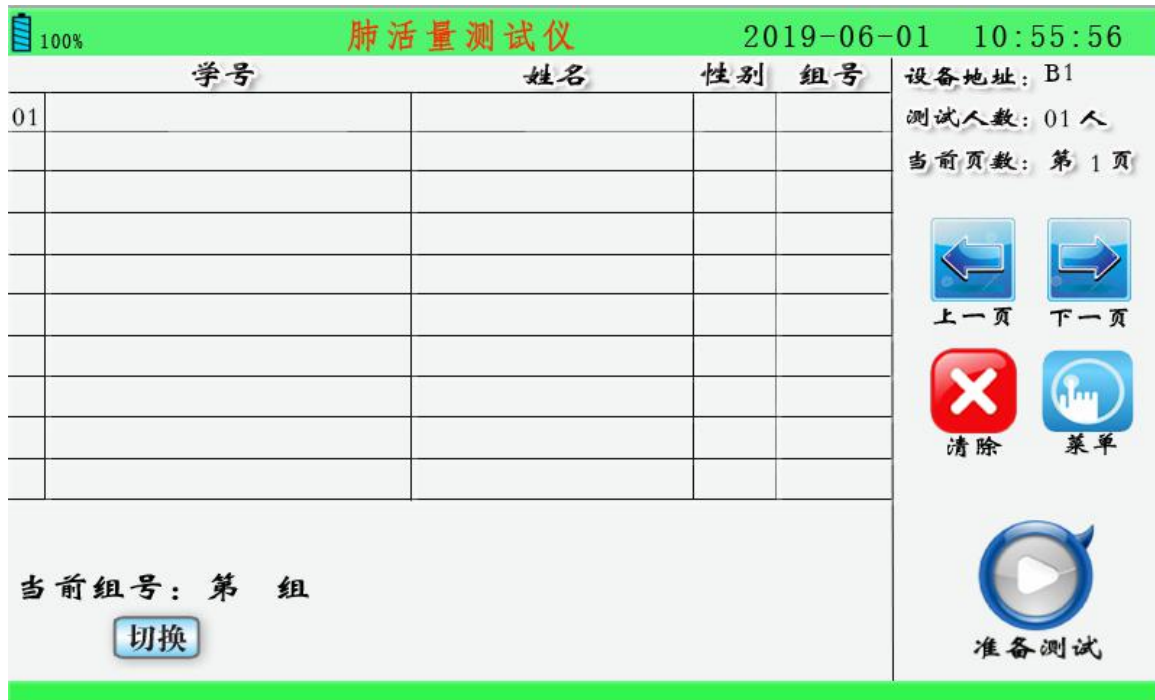 100% 肺活量测试仪 2019-06-01 10:55:56
学号 姓名 性别 组号
设备地址: B1
01
测试人数: 01人
当前页数: 第 1 页
上一页 下一页
清除 菜单
当前组号: 第 组
切换
准备测试